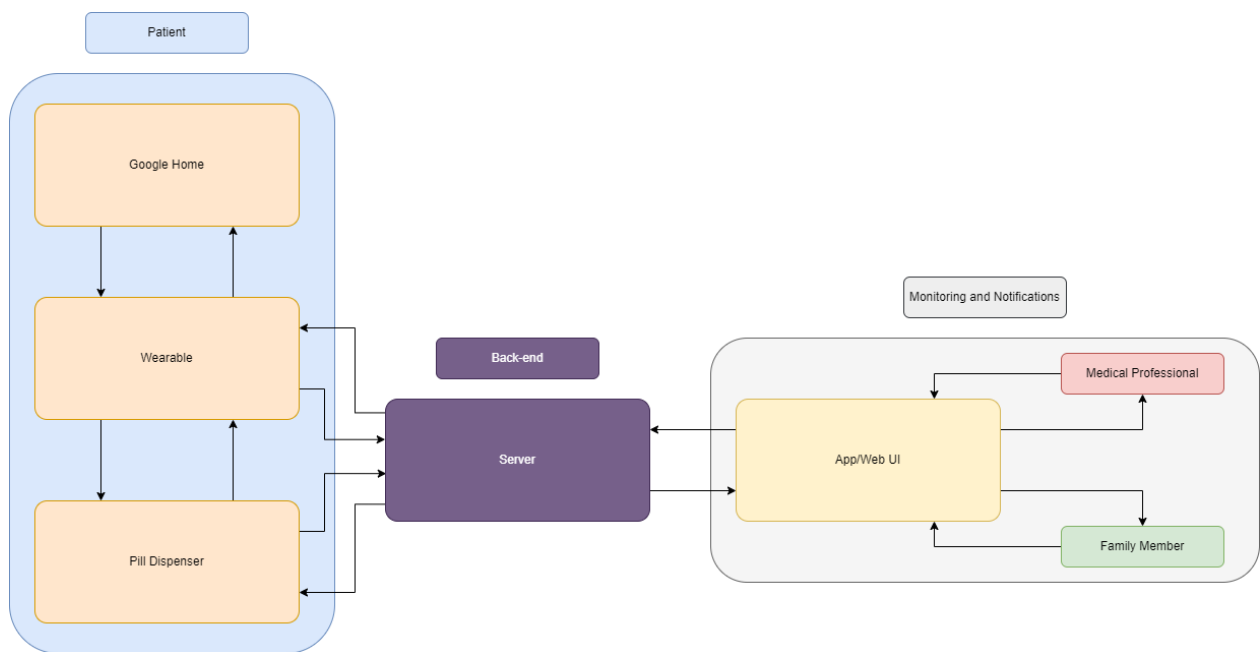 Patient
Google Home
Wearable
Pill Dispenser
Back-end
Server
Monitoring and Notifications
Medical Professional
App/Web UI
Family Member